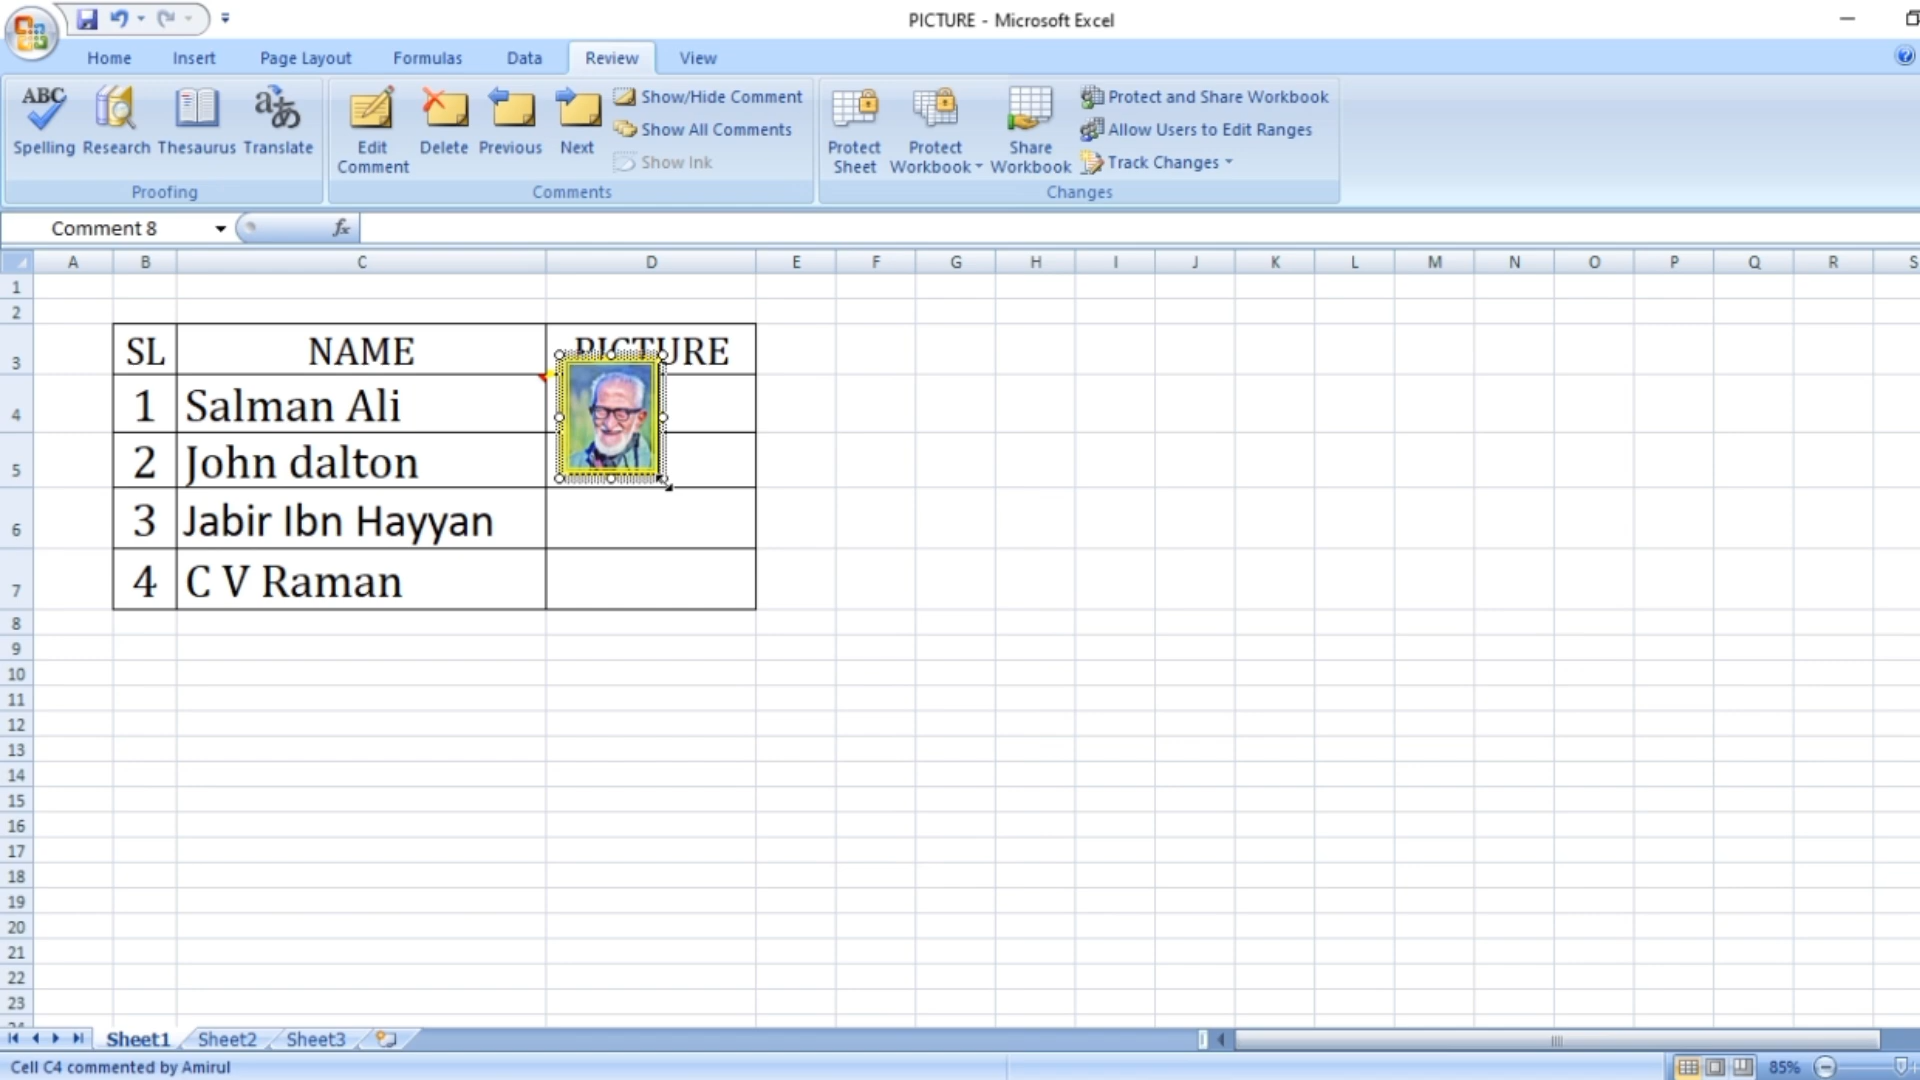 PICTURE - Microsoft Excel
Home Insert Page Layout Formulas Data Review View
ABC
Spelling Research Thesaurus Translate
Proofing
Edit Comment Delete Previous Next
Show/Hide Comment
Show All Comments
Show Ink
Comments
Protect Sheet Protect Workbook Share Workbook
Protect and Share Workbook
Allow Users to Edit Ranges
Track Changes
Changes
Comment 8 fx
A B C D E F G H I J K L M N O P Q R S
1
2
3 SL NAME PICTURE
4 1 Salman Ali
5 2 John dalton
6 3 Jabir Ibn Hayyan
7 4 C V Raman
8
9
10
11
12
13
14
15
16
17
18
19
20
21
22
23
24
Sheet1 Sheet2 Sheet3
Cell C4 commented by Amirul 85%